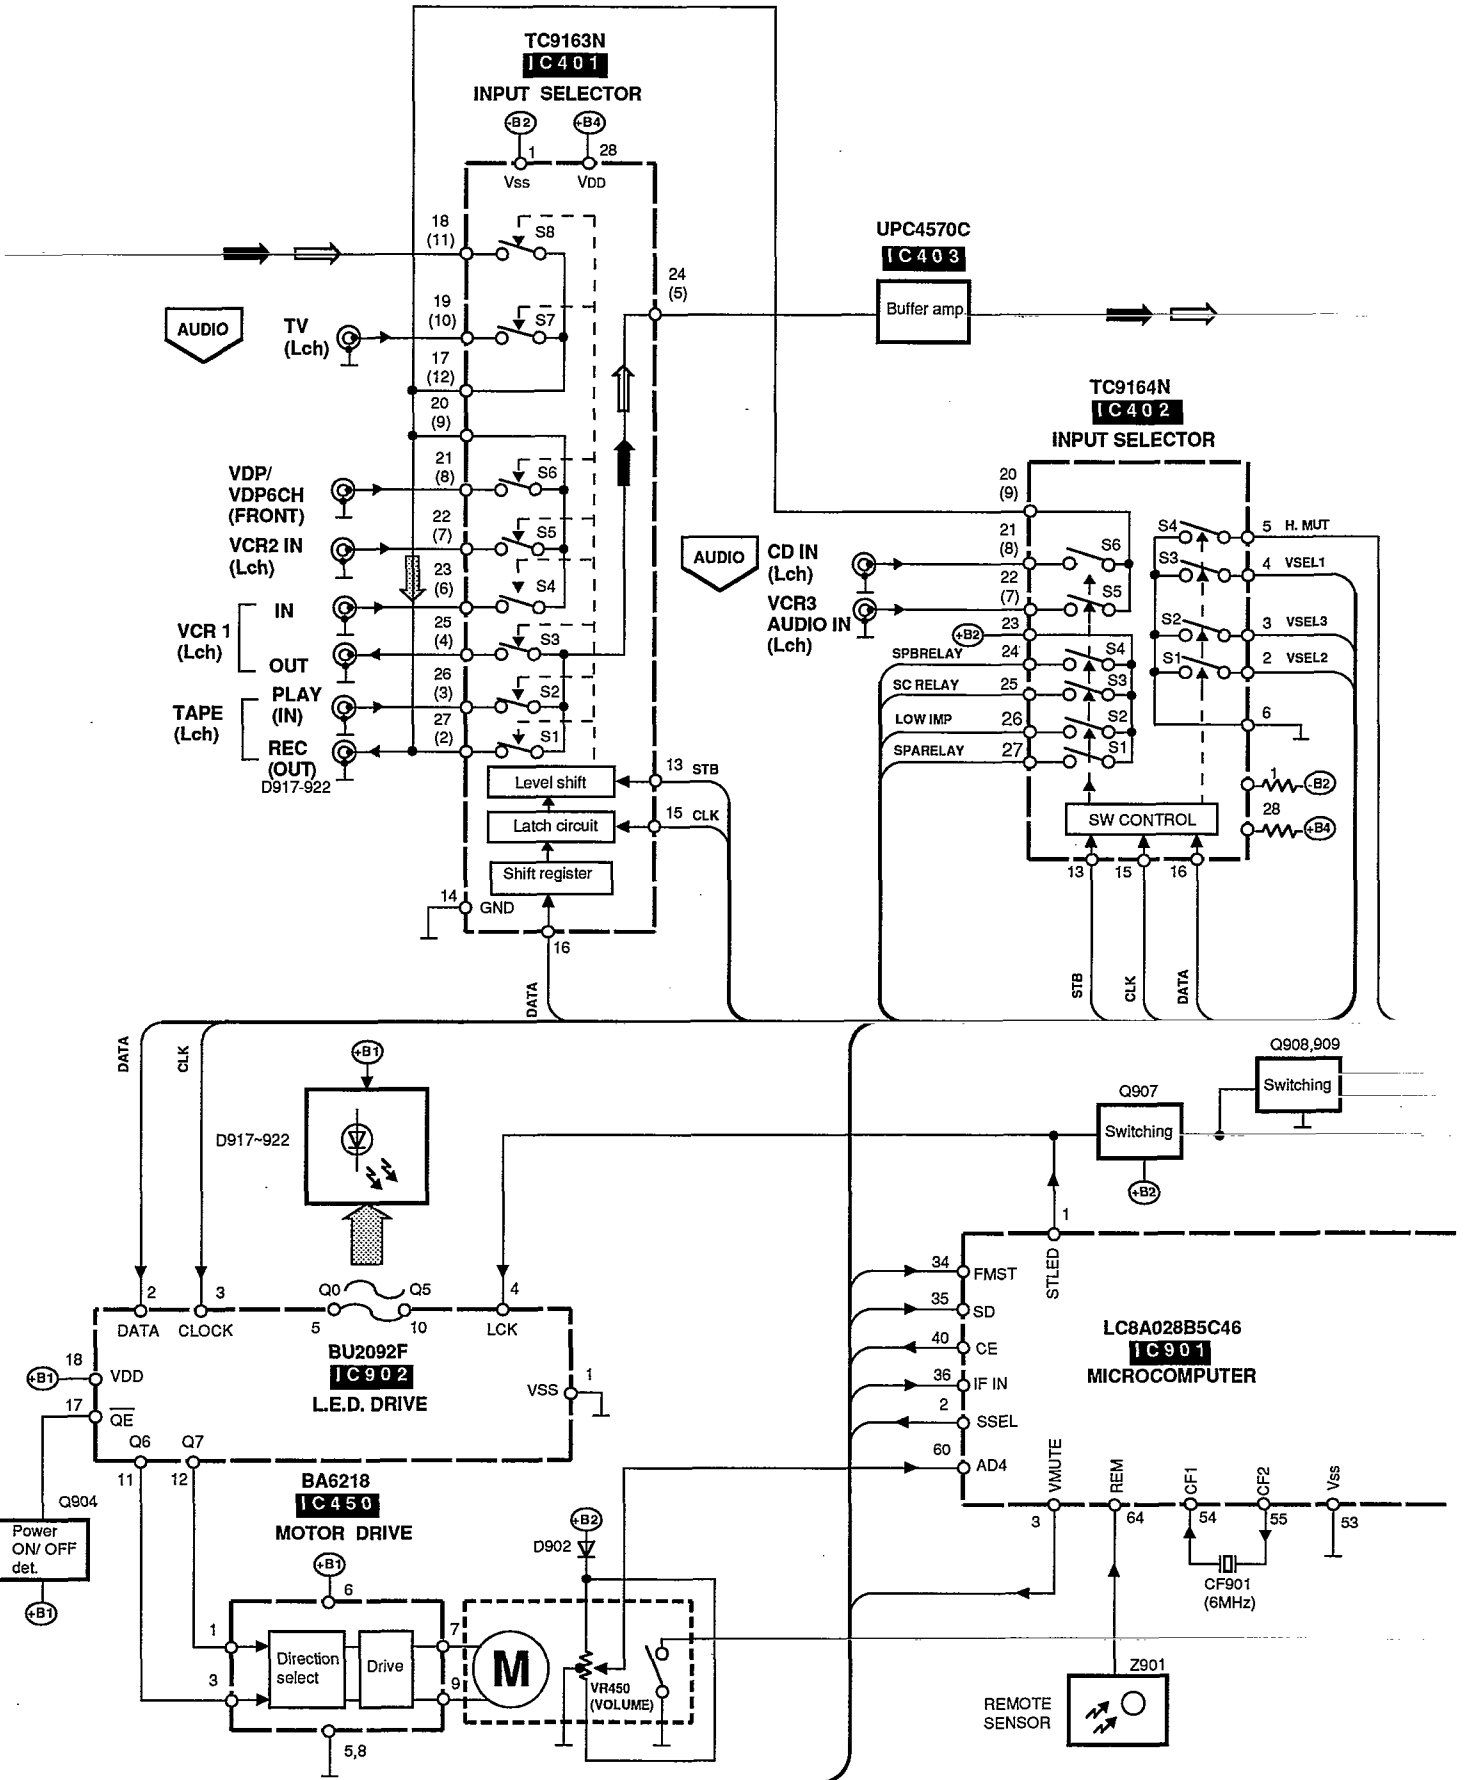 TC9163N
IC401
INPUT SELECTOR
-B2
+B4
1
28
Vss
VDD
18
(11)
S8
19
(10)
S7
AUDIO
TV
(Lch)
17
(12)
20
(9)
24
(5)
21
(8)
S6
VDP/
VDP6CH
(FRONT)
22
(7)
S5
VCR2 IN
(Lch)
23
(6)
S4
IN
VCR 1
(Lch)
25
(4)
S3
OUT
26
(3)
S2
PLAY
(IN)
TAPE
(Lch)
27
(2)
S1
REC
(OUT)
D917-922
Level shift
13 STB
Latch circuit
15 CLK
Shift register
14
GND
16
DATA
UPC4570C
IC403
Buffer amp.
TC9164N
IC402
INPUT SELECTOR
20
(9)
21
(8)
S6
AUDIO
CD IN
(Lch)
22
(7)
S5
VCR3
AUDIO IN
(Lch)
23
+B2
SPBRELAY
24
S4
SC RELAY
25
S3
LOW IMP
26
S2
SPARELAY
27
S1
S4
5 H. MUT
S3
4 VSEL1
S2
3 VSEL3
S1
2 VSEL2
6
1
-B2
28
+B4
SW CONTROL
13
15
16
STB
CLK
DATA
DATA
CLK
+B1
D917~922
Q908,909
Switching
Q907
Switching
+B2
1
STLED
2
3
Q0
Q5
4
DATA
CLOCK
5
10
LCK
BU2092F
IC902
L.E.D. DRIVE
18
+B1
VDD
17
QE
1
VSS
Q6
Q7
11
12
Q904
Power
ON/ OFF
det.
+B1
BA6218
IC450
MOTOR DRIVE
+B1
6
1
3
Direction
select
Drive
7
9
M
5,8
+B2
D902
VR450
(VOLUME)
34
FMST
35
SD
40
CE
36
IF IN
2
SSEL
60
AD4
LC8A028B5C46
IC901
MICROCOMPUTER
VMUTE
REM
CF1
CF2
Vss
3
64
54
55
53
CF901
(6MHz)
Z901
REMOTE
SENSOR